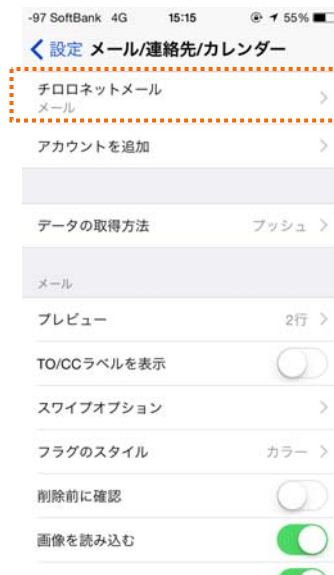 -97 SoftBank 4G 15:15 55%
設定 メール/連絡先/カレンダー
チロロネットメール
メール
アカウントを追加
データの取得方法 プッシュ
メール
プレビュー 2行
TO/CCラベルを表示
スワイプオプション
フラグのスタイル カラー
削除前に確認
画像を読み込む